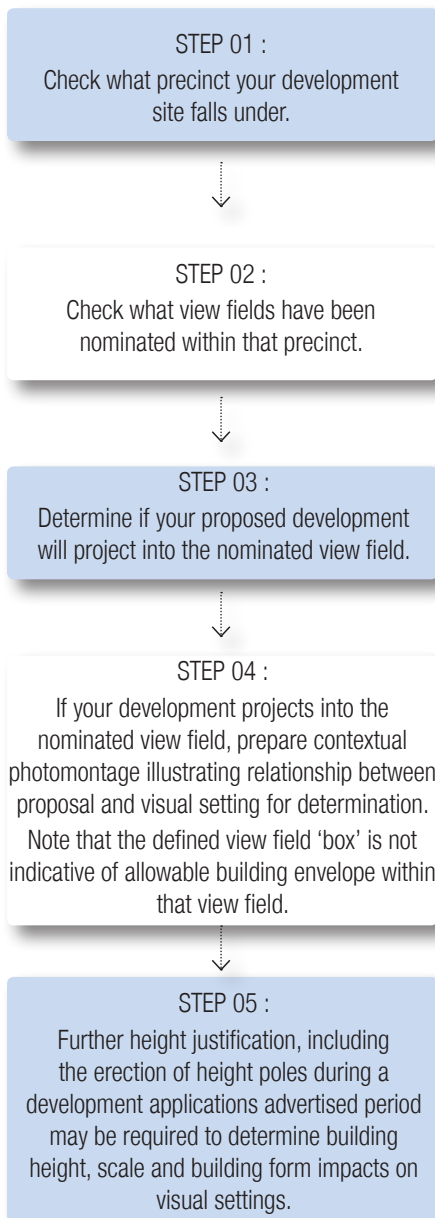 STEP 01 :
Check what precinct your development
site falls under.
STEP 02 :
Check what view fields have been
nominated within that precinct.
STEP 03 :
Determine if your proposed development
will project into the nominated view field.
STEP 04 :
If your development projects into the
nominated view field, prepare contextual
photomontage illustrating relationship between
proposal and visual setting for determination.
Note that the defined view field ‘box’ is not
indicative of allowable building envelope within
that view field.
STEP 05 :
Further height justification, including
the erection of height poles during a
development applications advertised period
may be required to determine building
height, scale and building form impacts on
visual settings.